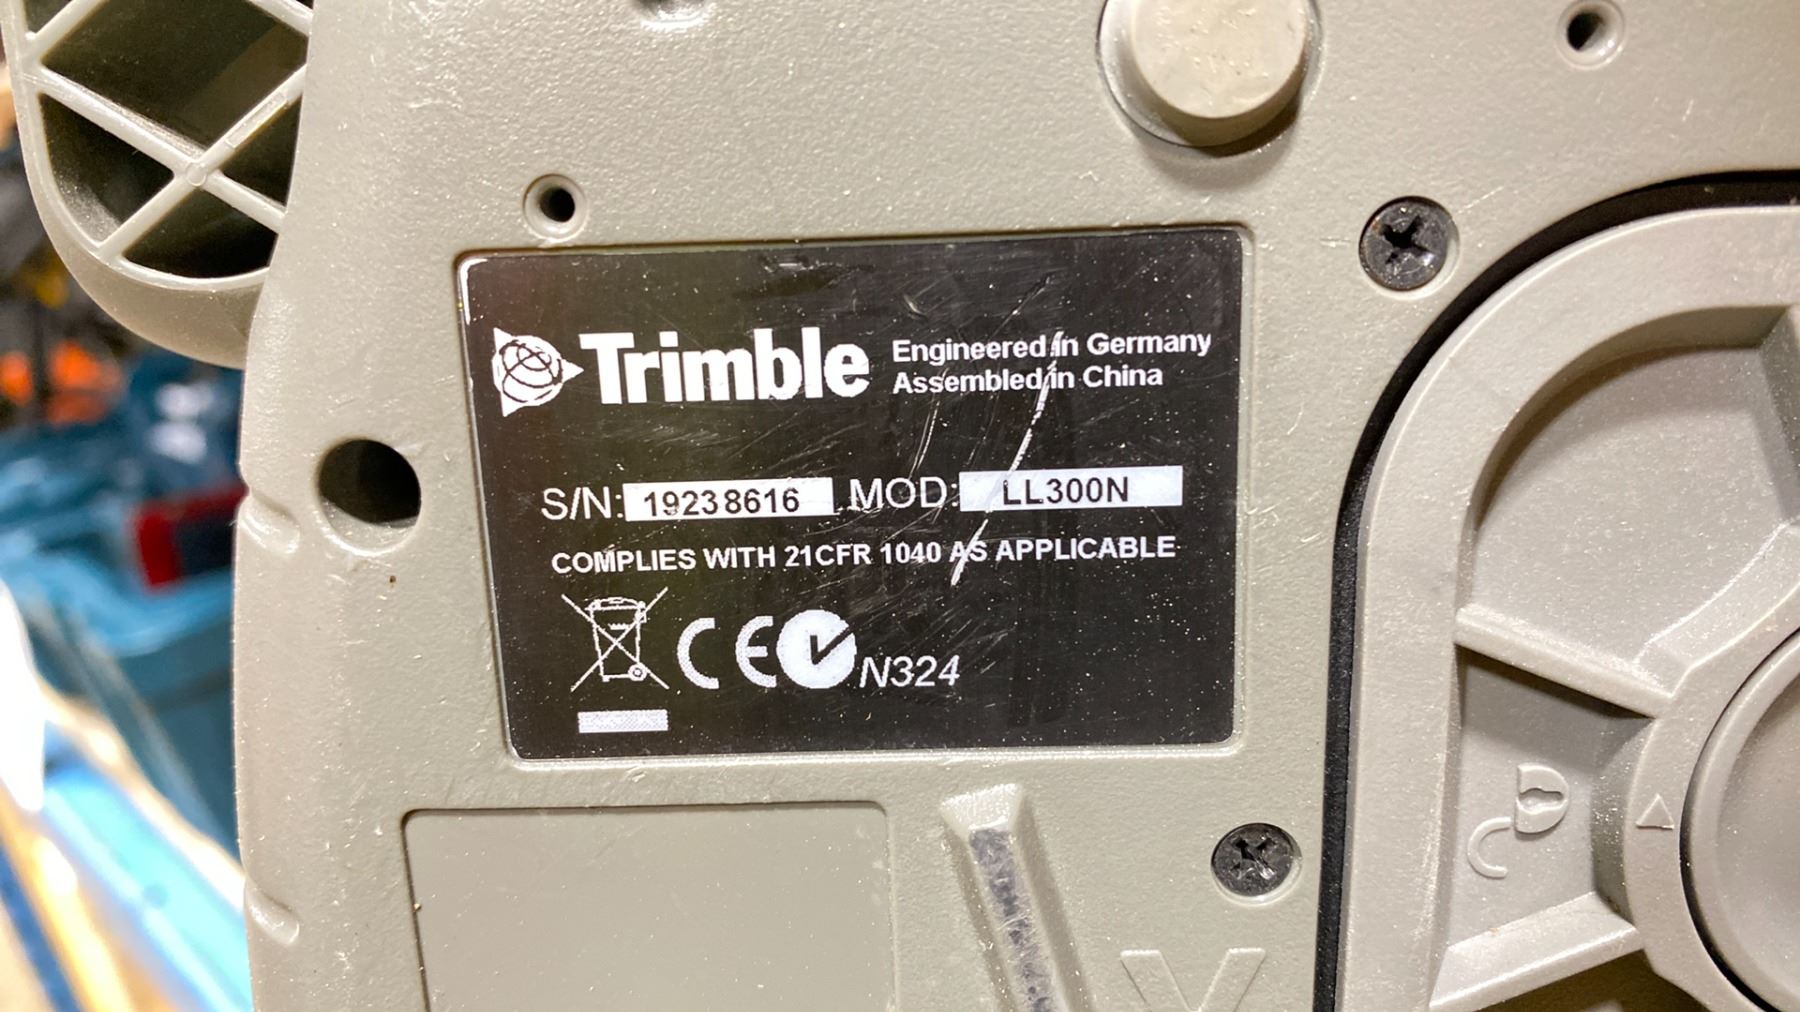 Trimble
Engineered in Germany
Assembled in China
S/N: 19238616 MOD: LL300N
COMPLIES WITH 21CFR 1040 AS APPLICABLE
CE N324